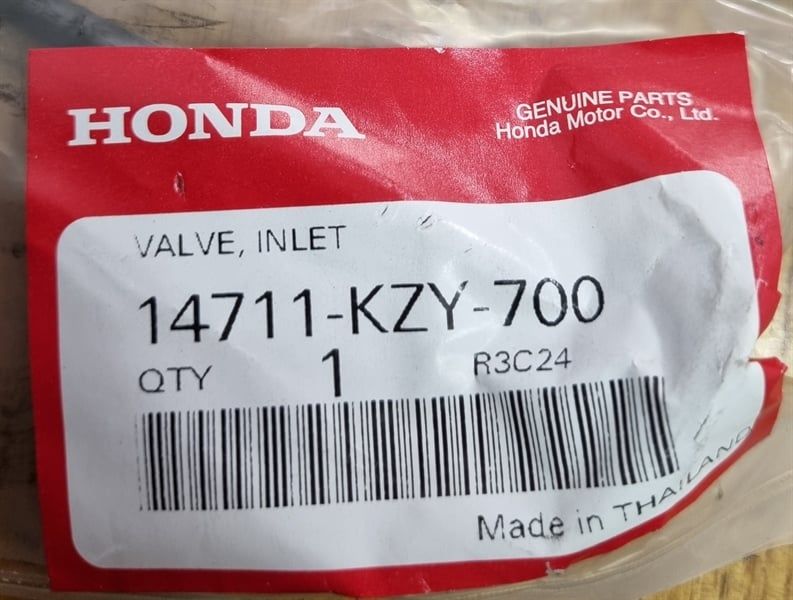 HONDA
GENUINE PARTS
Honda Motor Co., Ltd.
VALVE, INLET
14711-KZY-700
QTY 1 R3C24
Made in THAILAND